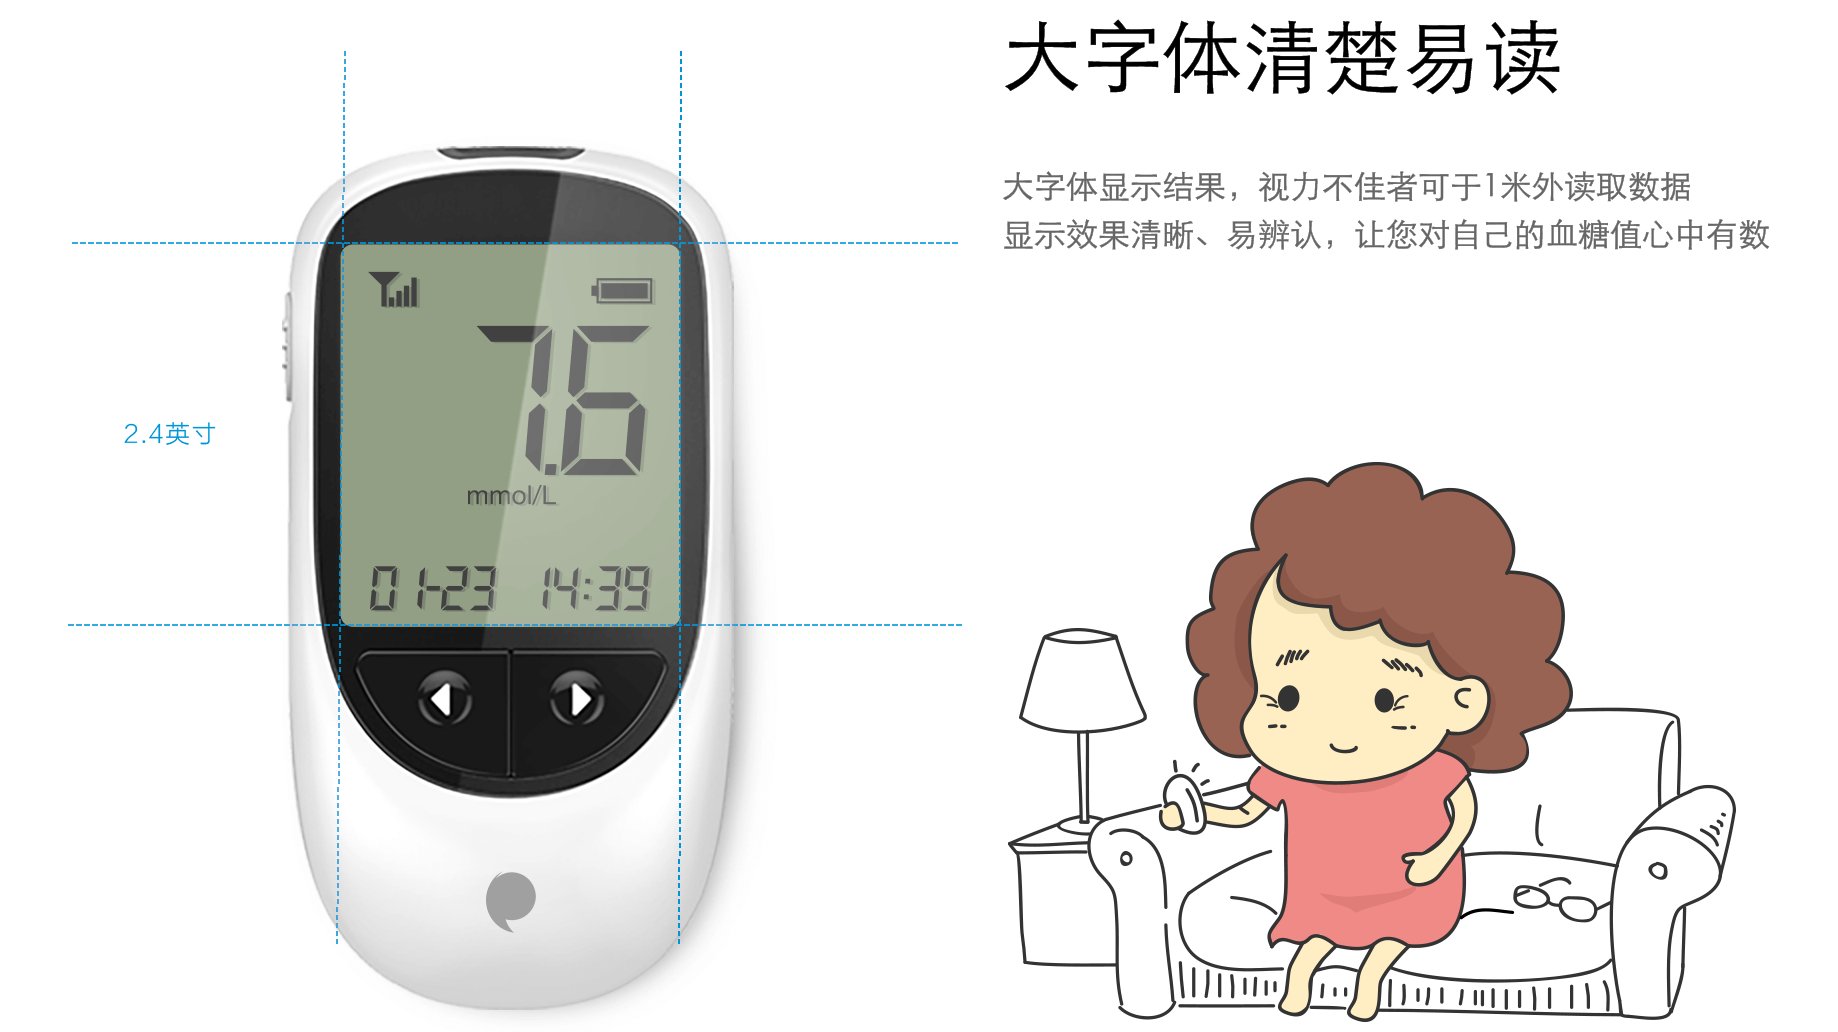 大字体清楚易读
大字体显示结果，视力不佳者可于1米外读取数据
显示效果清晰、易辨认，让您对自己的血糖值心中有数
2.4英寸
7.6
mmol/L
01-23 14:39